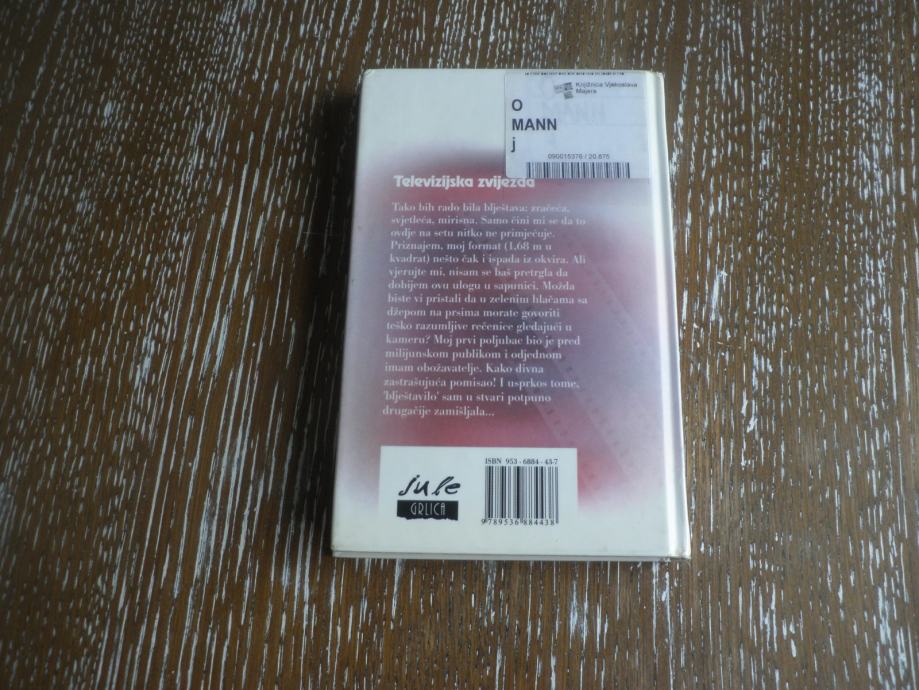 Knjižnica Vjekoslava
Majera
O
MANN
j
090015376 / 20.875
Televizijska zvijezda
Tako bih rado bila blještava: zračeća,
svjetleća, mirisna. Samo čini mi se da to
ovdje na setu nitko ne primjećuje.
Priznajem, moj format (1,68 m u
kvadrat) nešto čak i ispada iz okvira. Ali
vjerujte mi, nisam se baš pretrgla da
dobijem ovu ulogu u sapunici. Možda
biste vi pristali da u zelenim hlačama sa
džepom na prsima morate govoriti
teško razumljive rečenice gledajući u
kameru? Moj prvi poljubac bio je pred
milijunskom publikom i odjednom
imam obožavatelje. Kako divna
zastrašujuća pomisao! I usprkos tome,
'blještavilo' sam u stvari potpuno
drugačije zamišljala...
ISBN 953-6884-43-7
jule
GRLICA
9 789536 884438